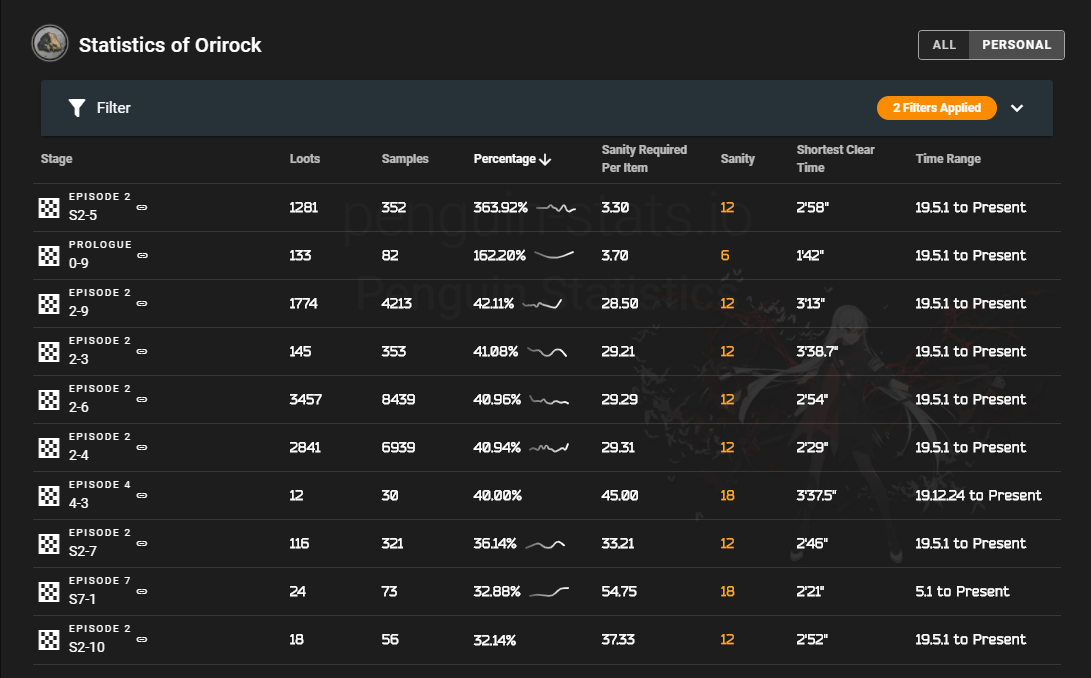 Statistics of Orirock
ALL PERSONAL
Filter
2 Filters Applied
Stage Loots Samples Percentage Sanity Required Per Item Sanity Shortest Clear Time Time Range
EPISODE 2
S2-5 1281 352 363.92% 3.30 12 2'58" 19.5.1 to Present
PROLOGUE
0-9 133 82 162.20% 3.70 6 1'42" 19.5.1 to Present
EPISODE 2
2-9 1774 4213 42.11% 28.50 12 3'13" 19.5.1 to Present
EPISODE 2
2-3 145 353 41.08% 29.21 12 3'38.7" 19.5.1 to Present
EPISODE 2
2-6 3457 8439 40.96% 29.29 12 2'54" 19.5.1 to Present
EPISODE 2
2-4 2841 6939 40.94% 29.31 12 2'29" 19.5.1 to Present
EPISODE 4
4-3 12 30 40.00% 45.00 18 3'37.5" 19.12.24 to Present
EPISODE 2
S2-7 116 321 36.14% 33.21 12 2'46" 19.5.1 to Present
EPISODE 7
S7-1 24 73 32.88% 54.75 18 2'21" 5.1 to Present
EPISODE 2
S2-10 18 56 32.14% 37.33 12 2'52" 19.5.1 to Present
penguin-stats.io
Penguin Statistics